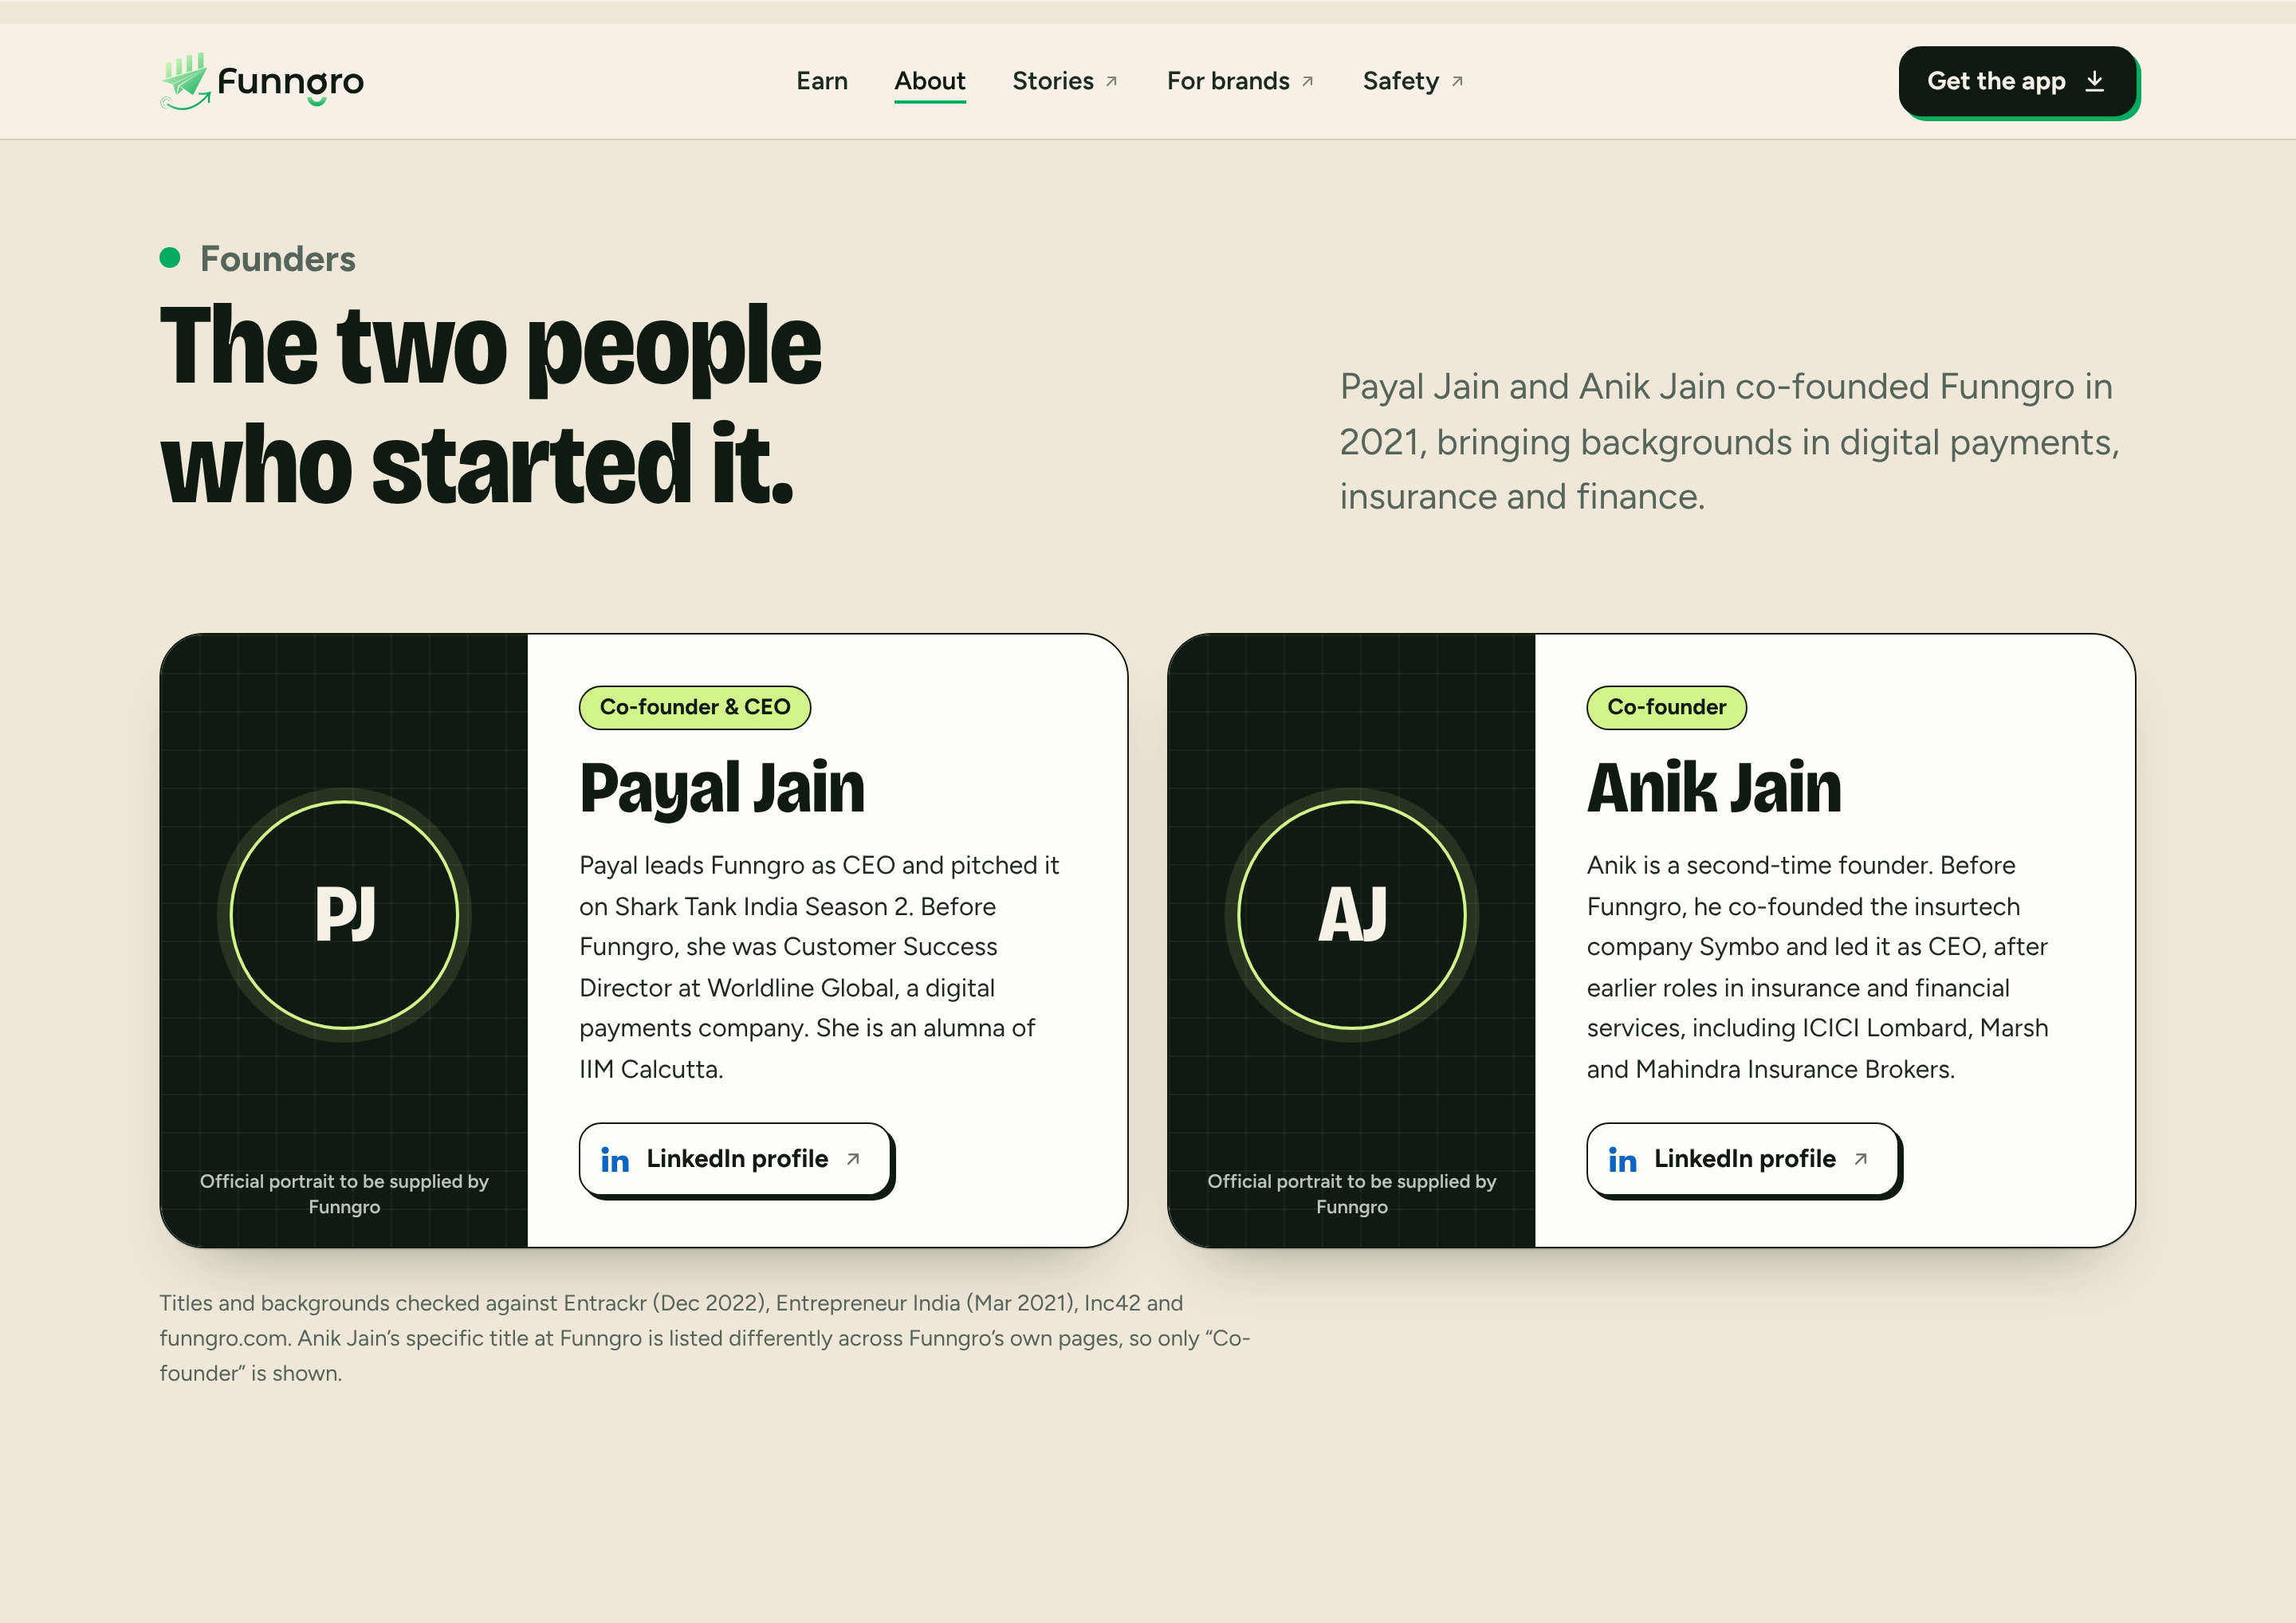 Funngro
Earn
About
Stories
For brands
Safety
Get the app
Founders
The two people
who started it.
Payal Jain and Anik Jain co-founded Funngro in
2021, bringing backgrounds in digital payments,
insurance and finance.
PJ
Official portrait to be supplied by
Funngro
Co-founder & CEO
Payal Jain
Payal leads Funngro as CEO and pitched it
on Shark Tank India Season 2. Before
Funngro, she was Customer Success
Director at Worldline Global, a digital
payments company. She is an alumna of
IIM Calcutta.
in LinkedIn profile
AJ
Official portrait to be supplied by
Funngro
Co-founder
Anik Jain
Anik is a second-time founder. Before
Funngro, he co-founded the insurtech
company Symbo and led it as CEO, after
earlier roles in insurance and financial
services, including ICICI Lombard, Marsh
and Mahindra Insurance Brokers.
in LinkedIn profile
Titles and backgrounds checked against Entrackr (Dec 2022), Entrepreneur India (Mar 2021), Inc42 and
funngro.com. Anik Jain’s specific title at Funngro is listed differently across Funngro’s own pages, so only “Co-
founder” is shown.